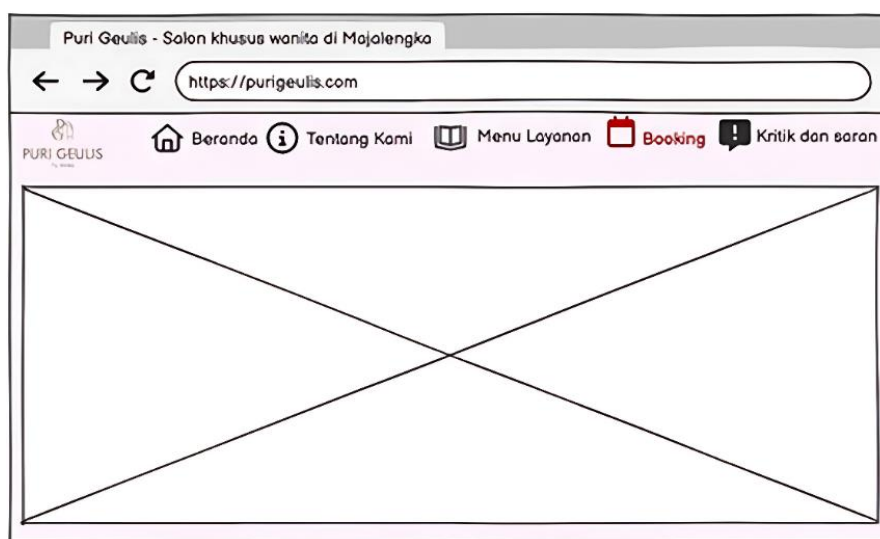 Puri Geulis - Salon khusus wanita di Majalengka
https://purigeulis.com
PURI GEULIS
Beranda
Tentang Kami
Menu Layanan
Booking
Kritik dan saran